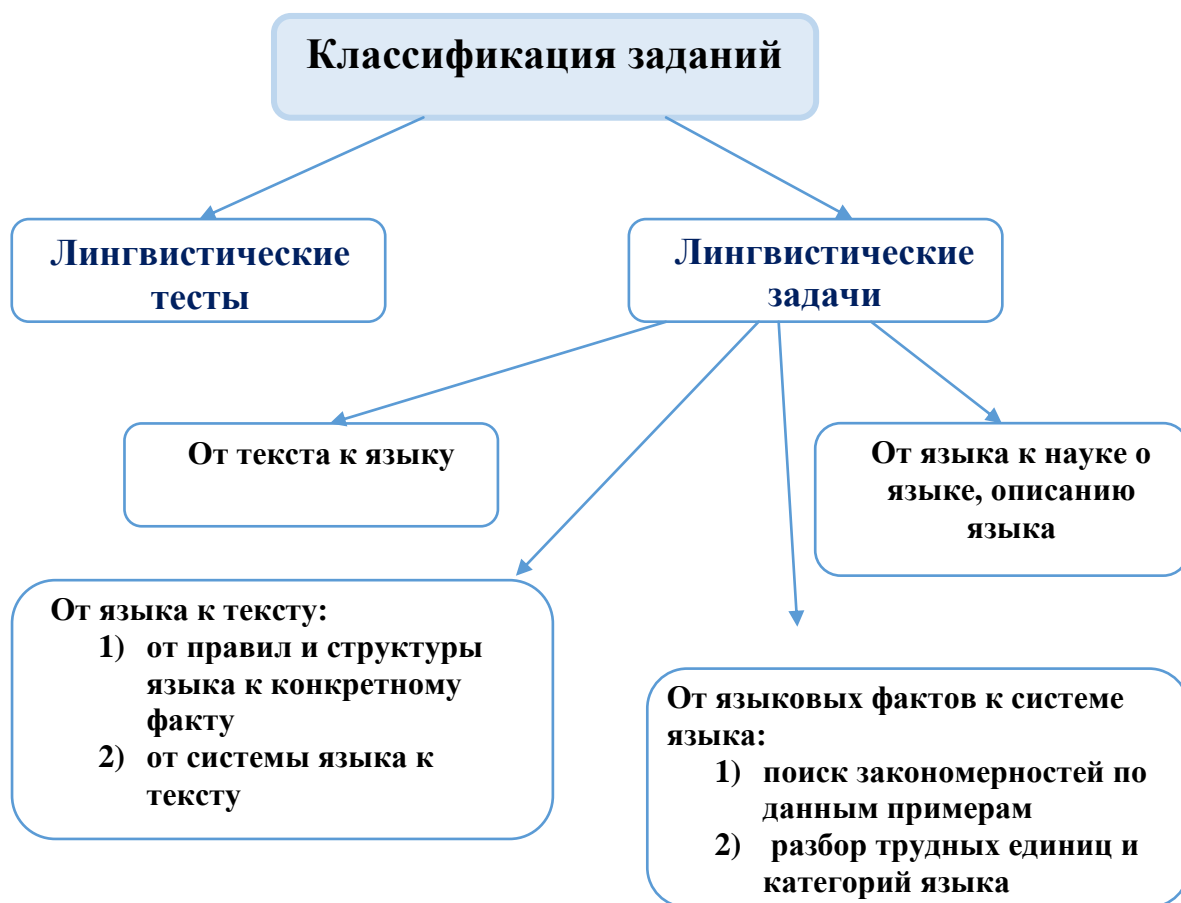 Классификация заданий
Лингвистические
тесты
Лингвистические
задачи
От текста к языку
От языка к науке о
языке, описанию
языка
От языка к тексту:
1) от правил и структуры
языка к конкретному
факту
2) от системы языка к
тексту
От языковых фактов к системе
языка:
1) поиск закономерностей по
данным примерам
2) разбор трудных единиц и
категорий языка